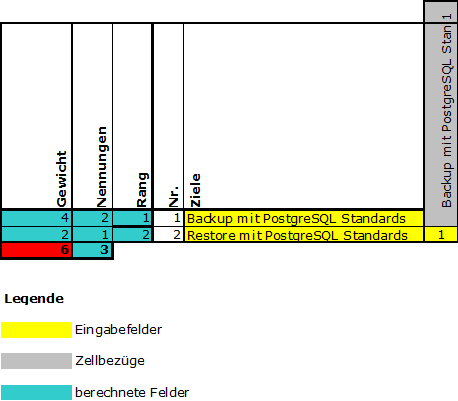 1
Gewicht Nennungen Rang Nr. Ziele Backup mit PostgreSQL Stan
4 2 1 1 Backup mit PostgreSQL Standards
2 1 2 2 Restore mit PostgreSQL Standards 1
6 3
Legende
Eingabefelder
Zellbezüge
berechnete Felder